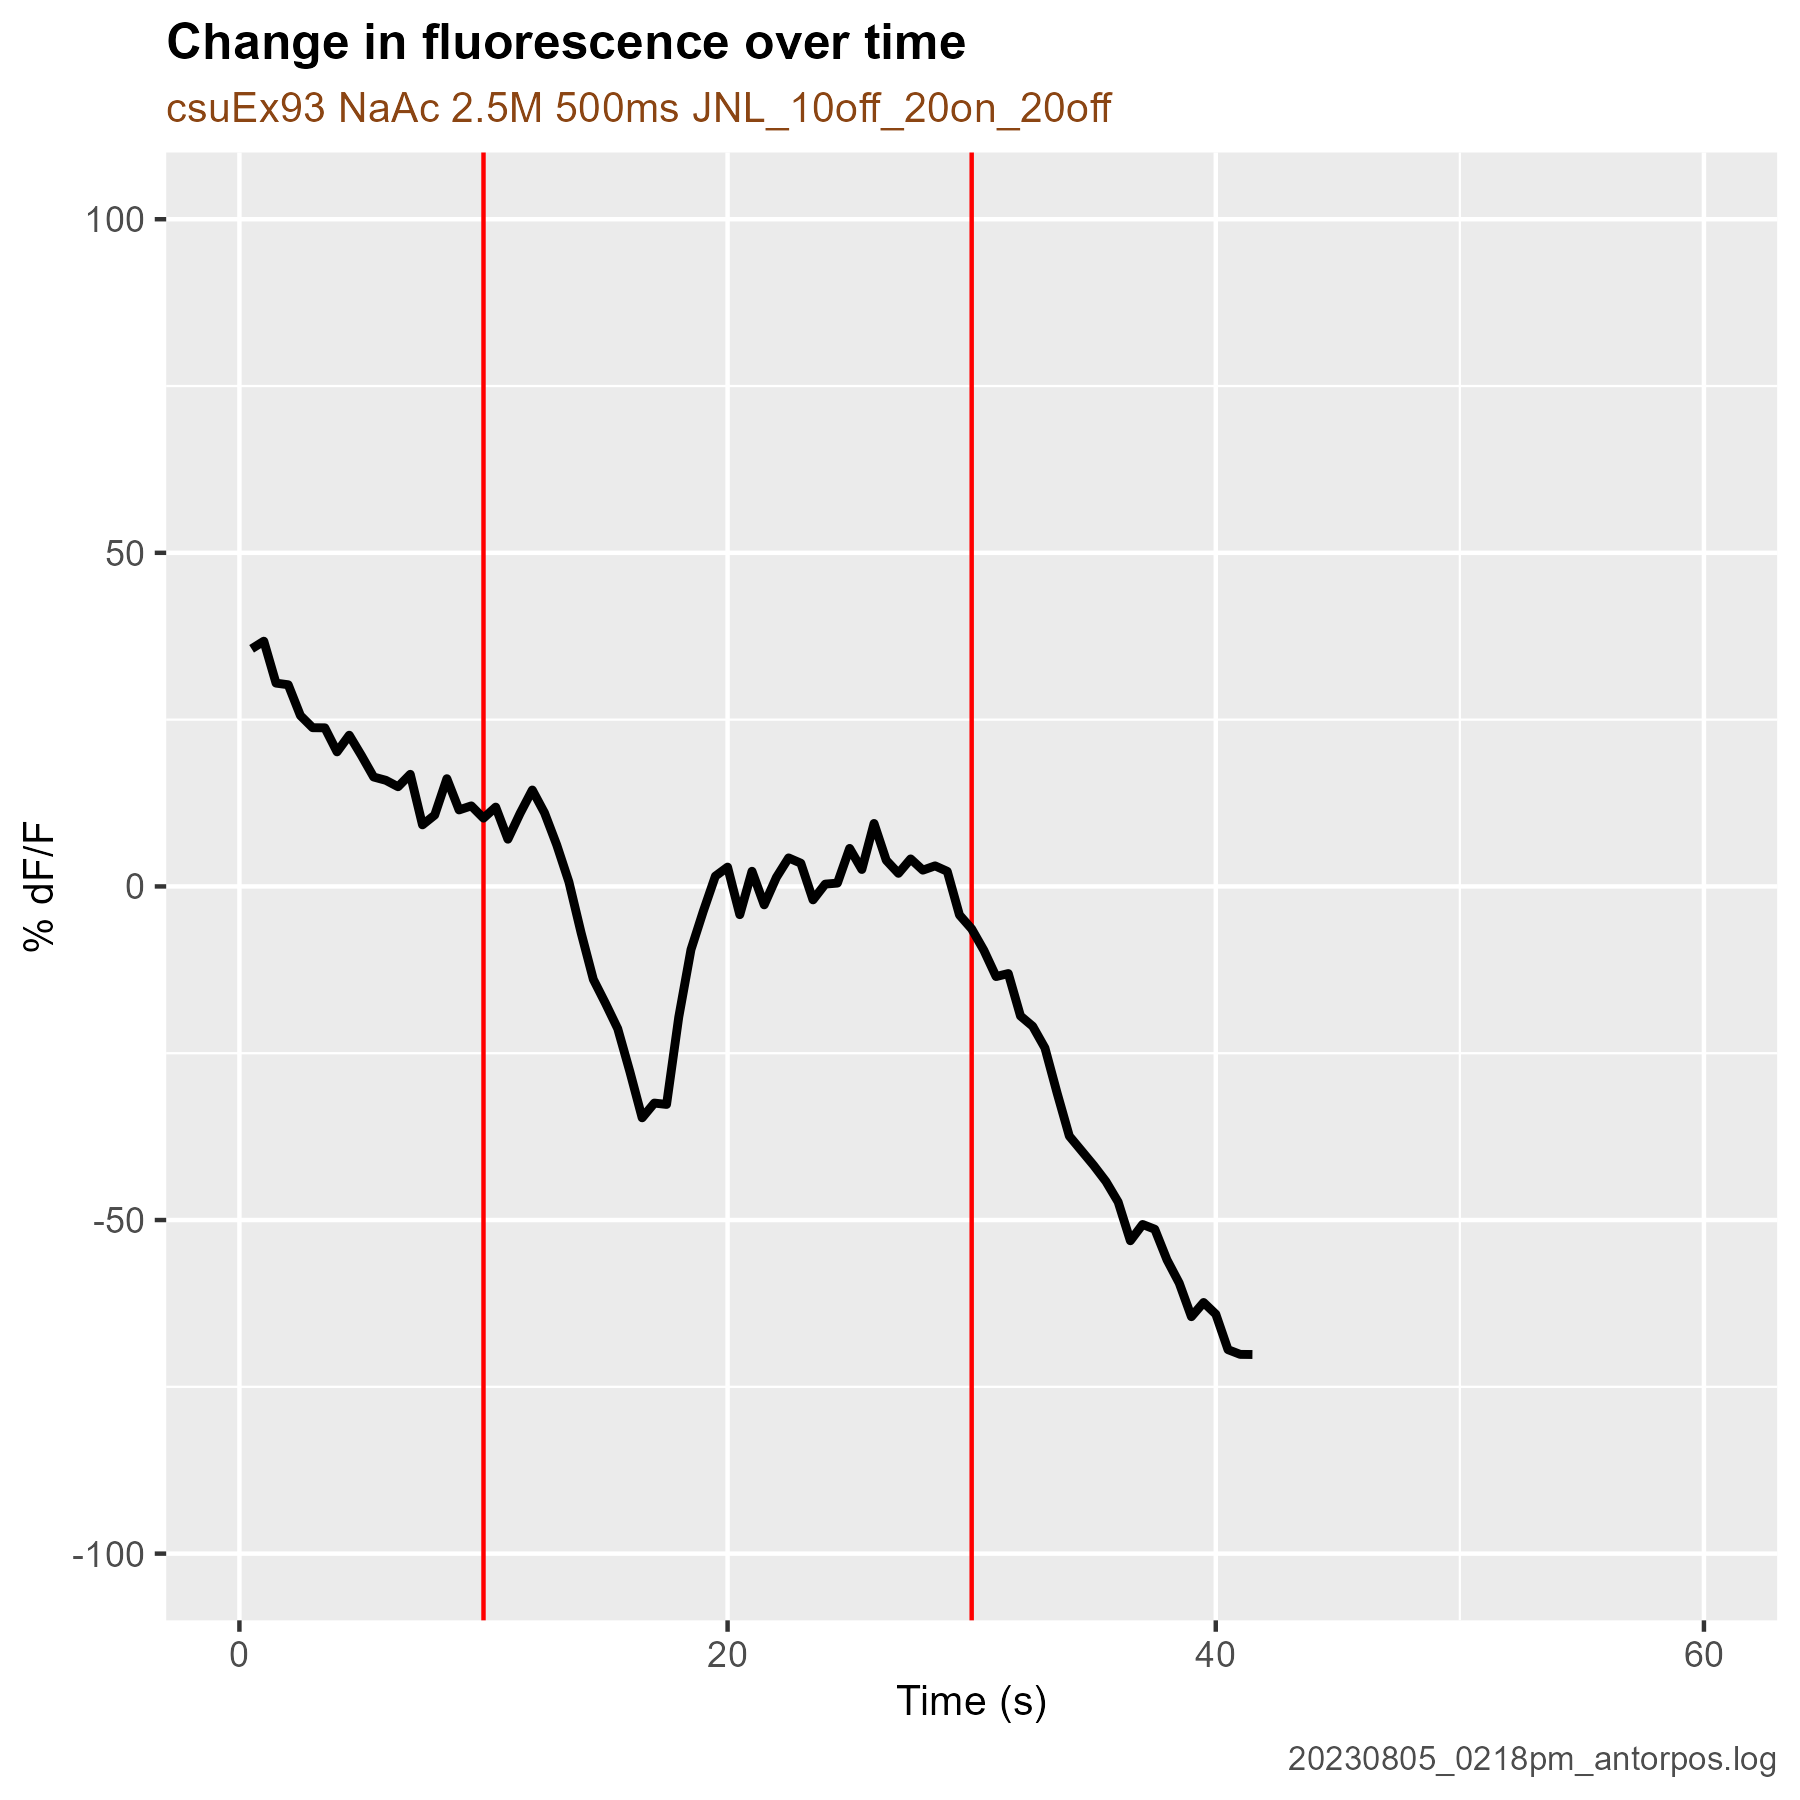 Change in fluorescence over time
csuEx93 NaAc 2.5M 500ms JNL_10off_20on_20off
100
50
0
-50
-100
% dF/F
0 20 40 60
Time (s)
20230805_0218pm_antorpos.log